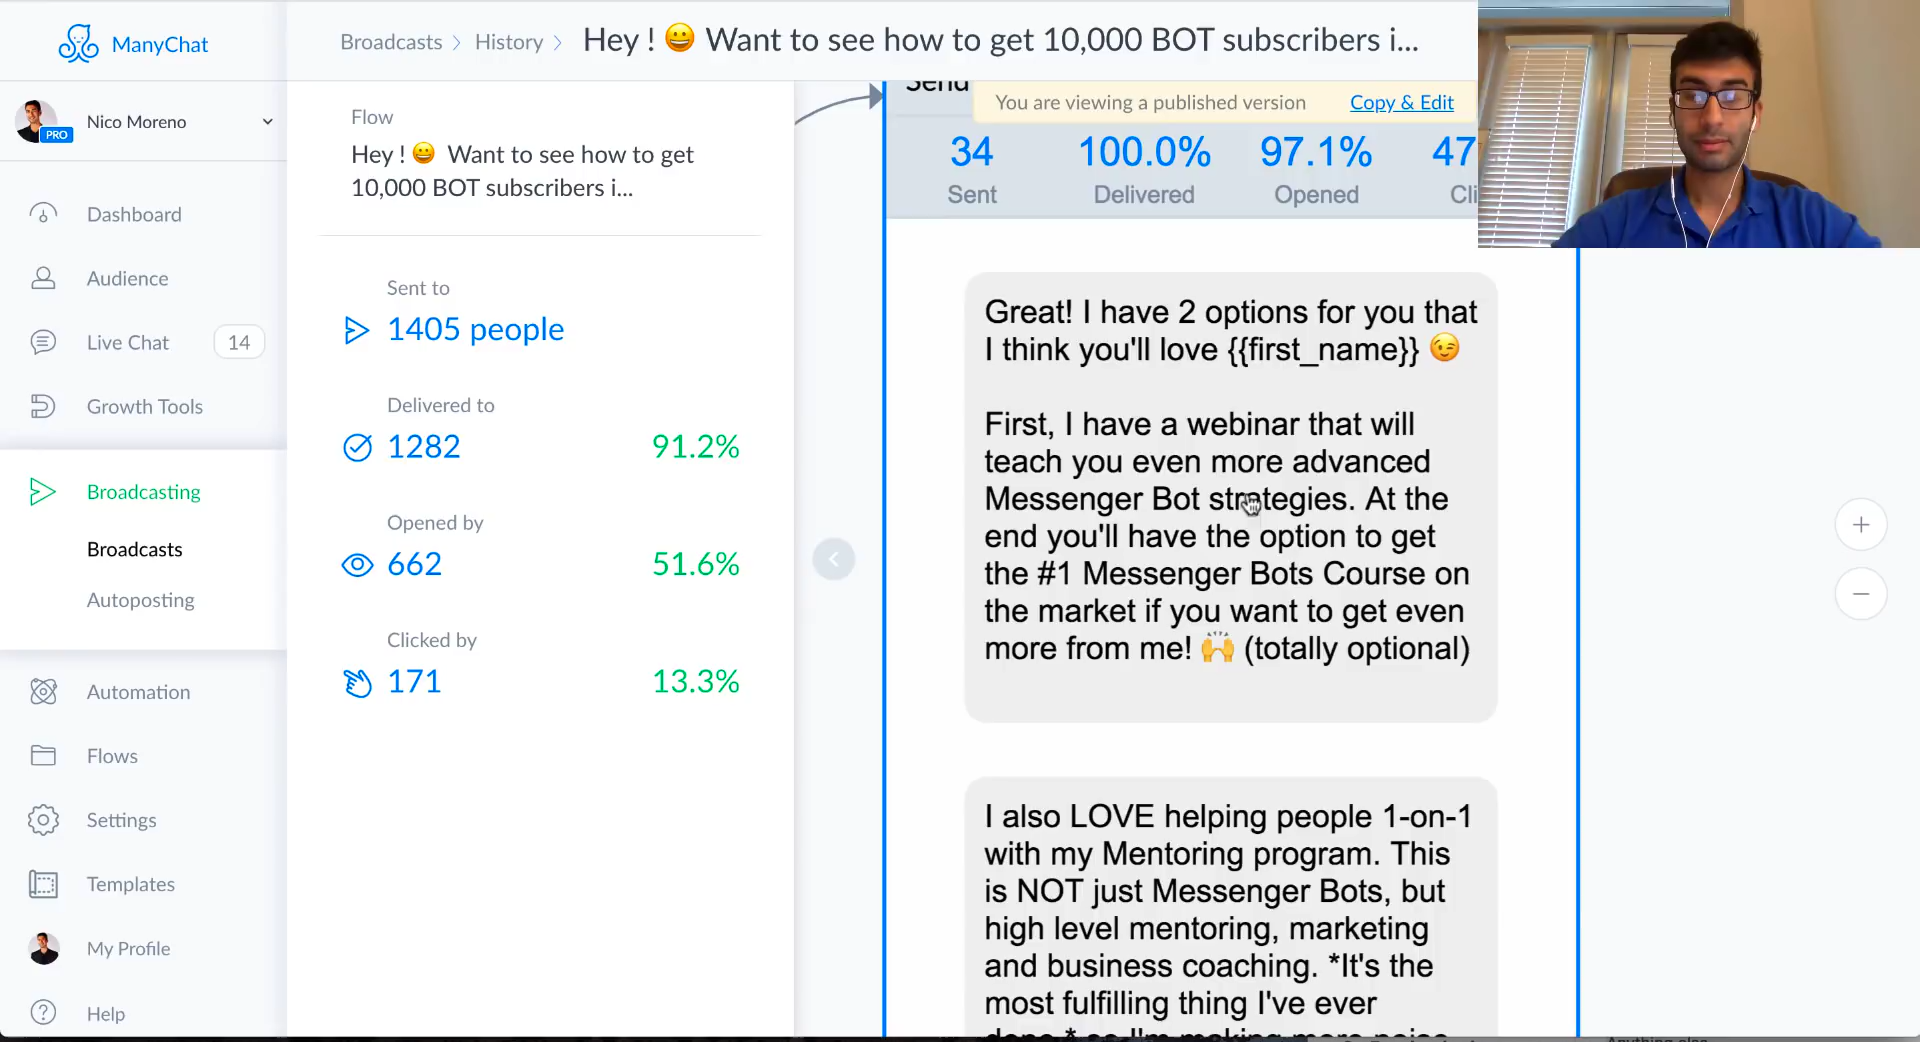 ManyChat
Nico Moreno
PRO
Dashboard
Audience
Live Chat 14
Growth Tools
Broadcasting
Broadcasts
Autoposting
Automation
Flows
Settings
Templates
My Profile
Help
Broadcasts > History > Hey ! 😀 Want to see how to get 10,000 BOT subscribers i...
Flow
Hey ! 😀 Want to see how to get
10,000 BOT subscribers i...
Sent to
1405 people
Delivered to
1282 91.2%
Opened by
662 51.6%
Clicked by
171 13.3%
Send
You are viewing a published version Copy & Edit
34 100.0% 97.1% 47
Sent Delivered Opened Cli
Great! I have 2 options for you that
I think you'll love {{first_name}} 😉
First, I have a webinar that will
teach you even more advanced
Messenger Bot strategies. At the
end you'll have the option to get
the #1 Messenger Bots Course on
the market if you want to get even
more from me! 🙌 (totally optional)
I also LOVE helping people 1-on-1
with my Mentoring program. This
is NOT just Messenger Bots, but
high level mentoring, marketing
and business coaching. *It's the
most fulfilling thing I've ever
done * so I'm making more noise